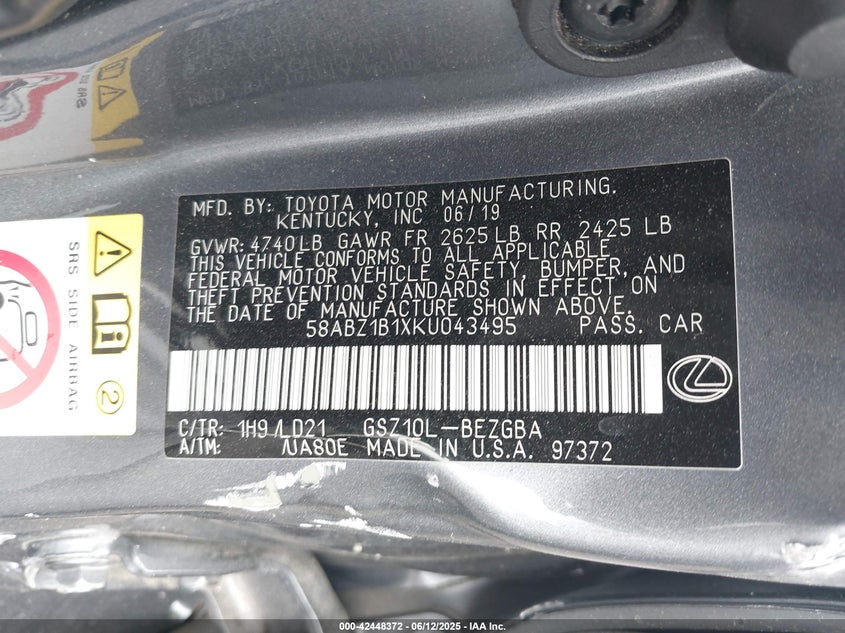 MFD. BY: TOYOTA MOTOR MANUFACTURING.
KENTUCKY, INC 06/19
GVWR: 4740LB GAWR FR 2625LB RR 2425 LB
THIS VEHICLE CONFORMS TO ALL APPLICABLE
FEDERAL MOTOR VEHICLE SAFETY, BUMPER, AND
THEFT PREVENTION STANDARDS IN EFFECT ON
THE DATE OF MANUFACTURE SHOWN ABOVE.
58ABZ1B1XKU043495 PASS. CAR
C/TR: 1H9/LD21 GSZ10L-BEZGBA
A/TM: /UA80E MADE IN U.S.A. 97372
SRS SIDE AIRBAG
2
000-42448372 - 06/12/2025 - IAA Inc.